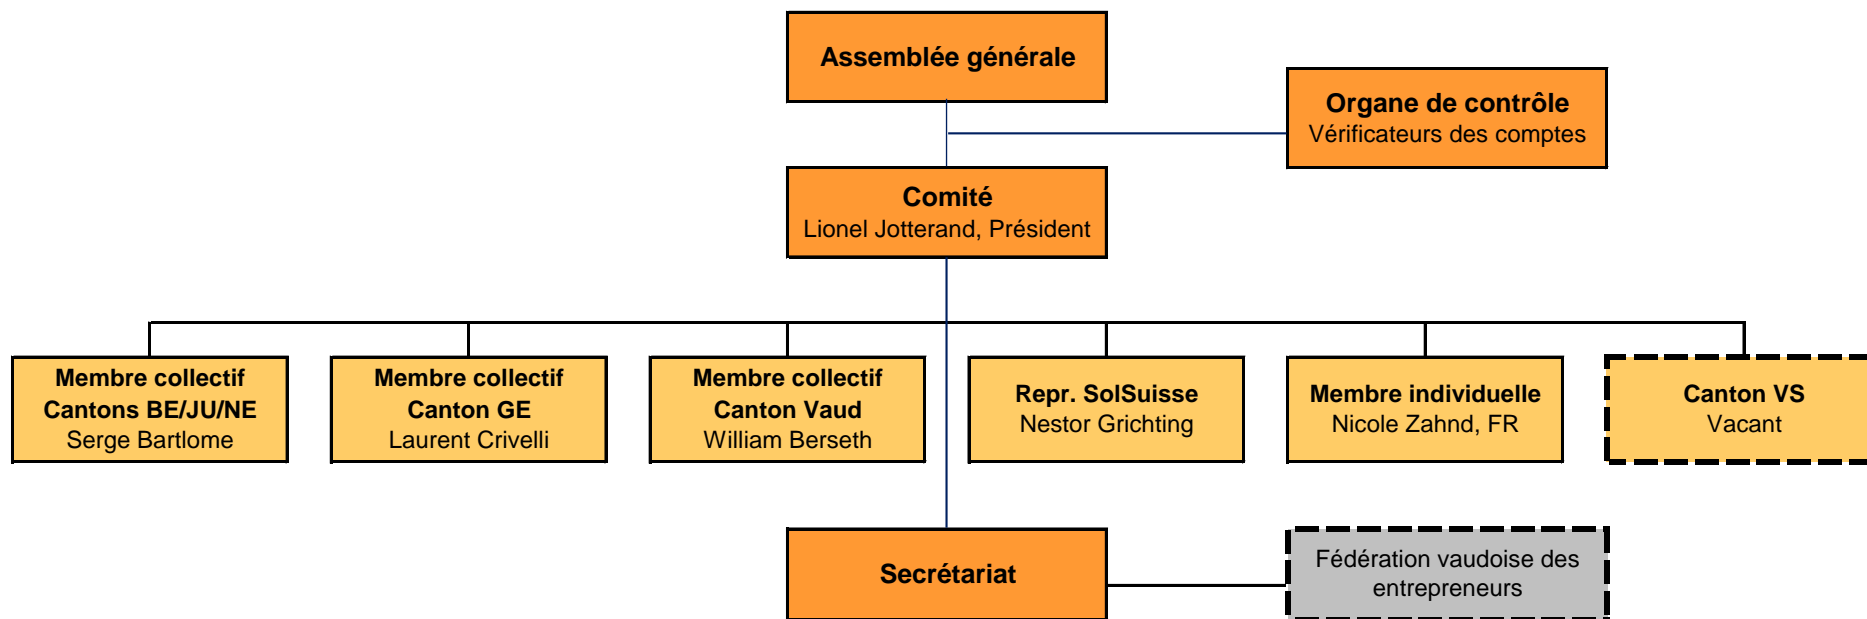 Assemblée générale
Organe de contrôle
Vérificateurs des comptes
Comité
Lionel Jotterand, Président
Membre collectif
Cantons BE/JU/NE
Serge Bartlome
Membre collectif
Canton GE
Laurent Crivelli
Membre collectif
Canton Vaud
William Berseth
Repr. SolSuisse
Nestor Grichting
Membre individuelle
Nicole Zahnd, FR
Canton VS
Vacant
Secrétariat
Fédération vaudoise des
entrepreneurs